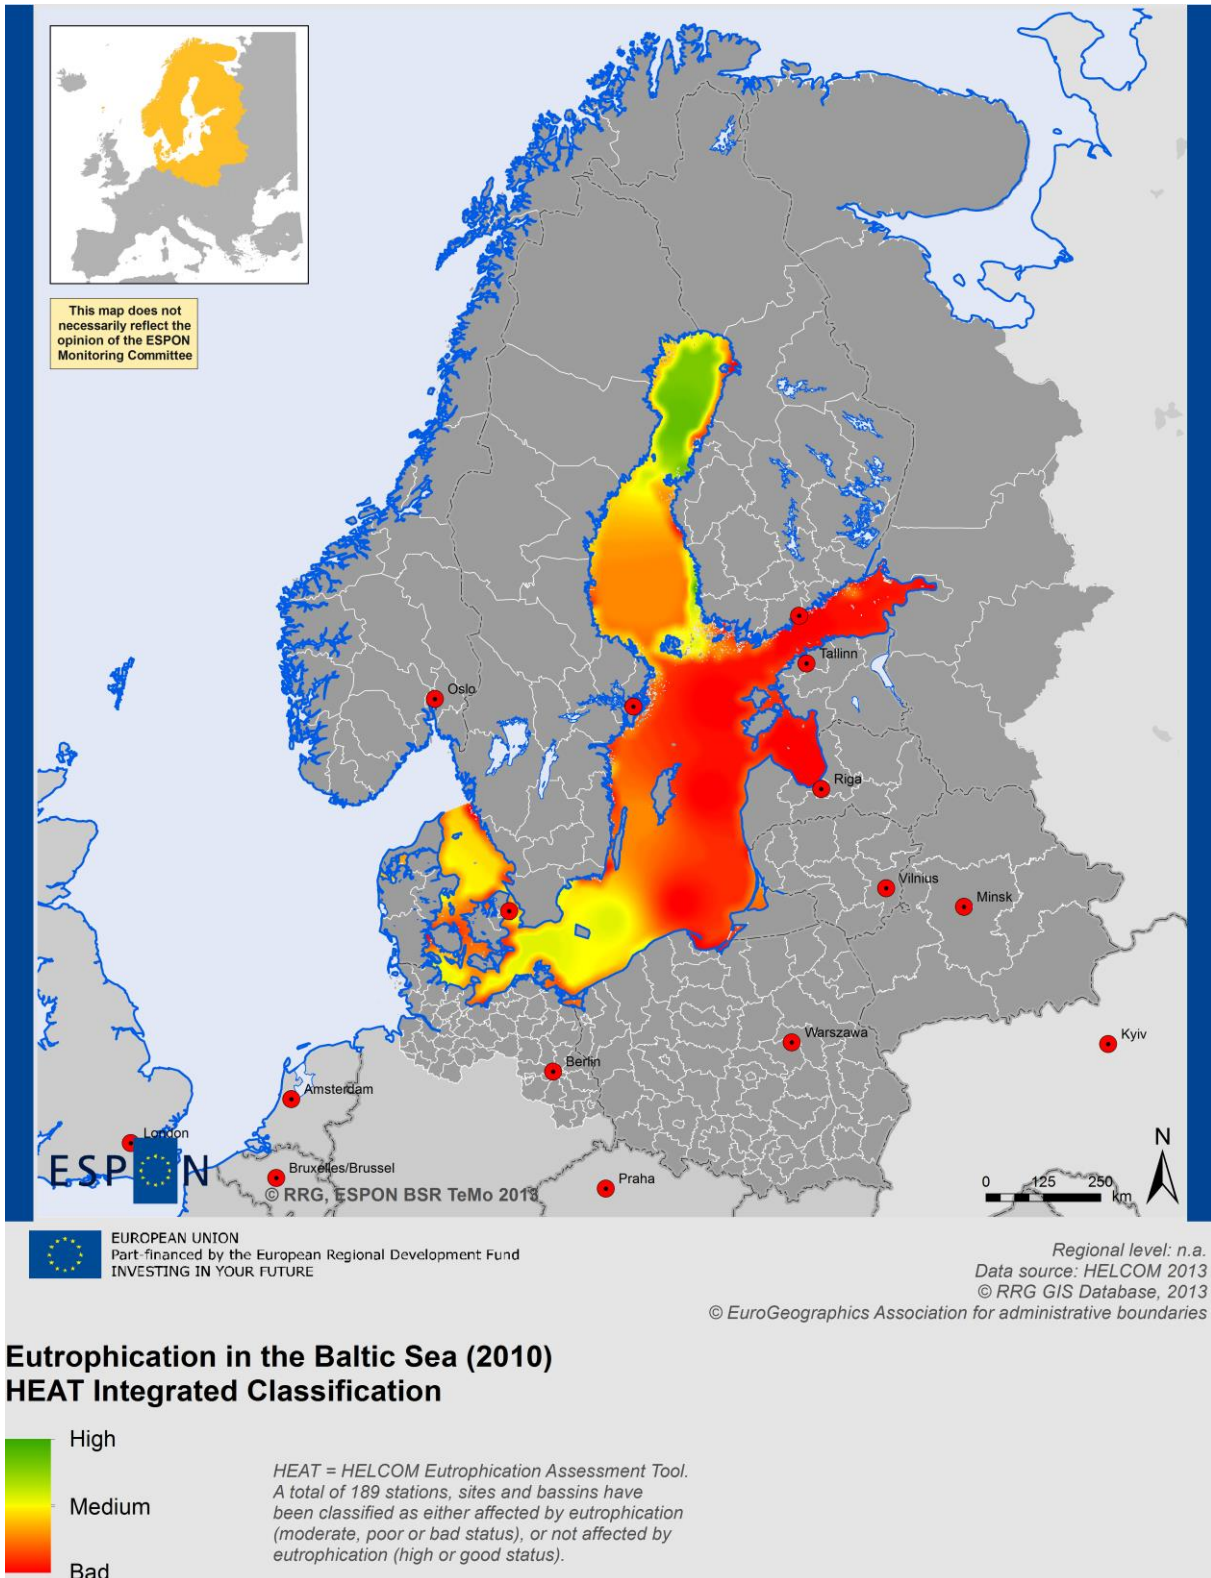 This map does not
necessarily reflect the
opinion of the ESPON
Monitoring Committee
Oslo
Tallinn
Riga
Vilnius
Minsk
Warszawa
Kyiv
Berlin
Amsterdam
London
ESPON
Bruxelles/Brussel
Praha
© RRG, ESPON BSR TeMo 2013
N
0 125 250
km
EUROPEAN UNION
Part-financed by the European Regional Development Fund
INVESTING IN YOUR FUTURE
Regional level: n.a.
Data source: HELCOM 2013
© RRG GIS Database, 2013
© EuroGeographics Association for administrative boundaries
Eutrophication in the Baltic Sea (2010)
HEAT Integrated Classification
High
Medium
Bad
HEAT = HELCOM Eutrophication Assessment Tool.
A total of 189 stations, sites and bassins have
been classified as either affected by eutrophication
(moderate, poor or bad status), or not affected by
eutrophication (high or good status).